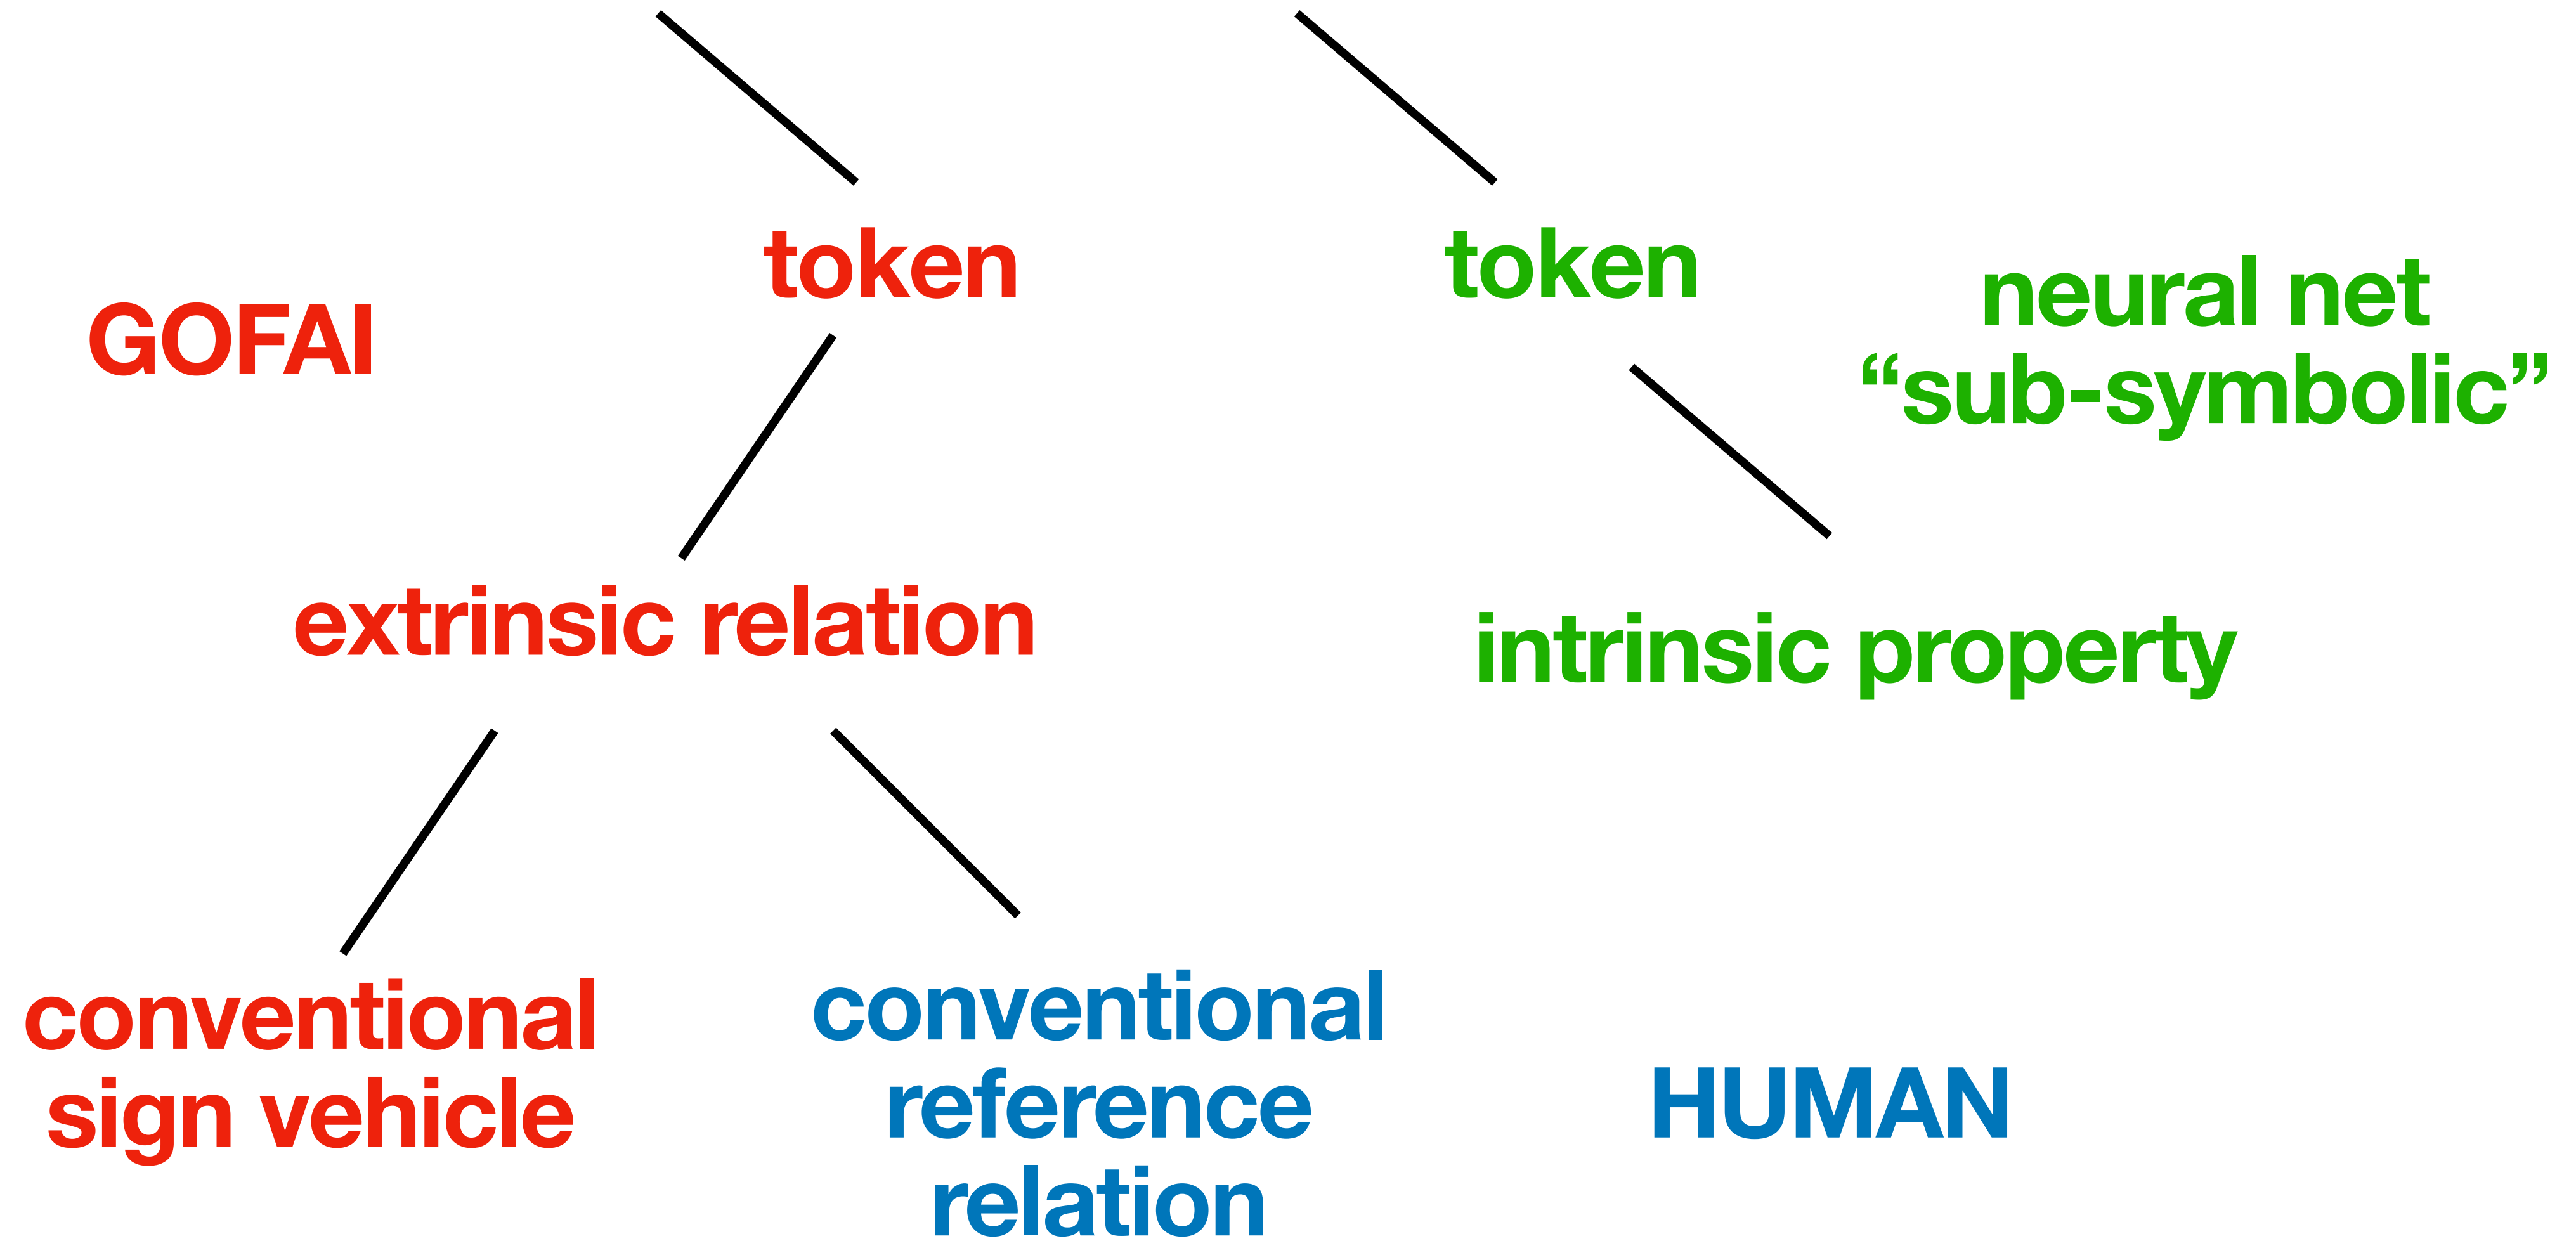 token
token
GOFAI
neural net
“sub-symbolic”
extrinsic relation
intrinsic property
conventional
sign vehicle
conventional
reference
relation
HUMAN